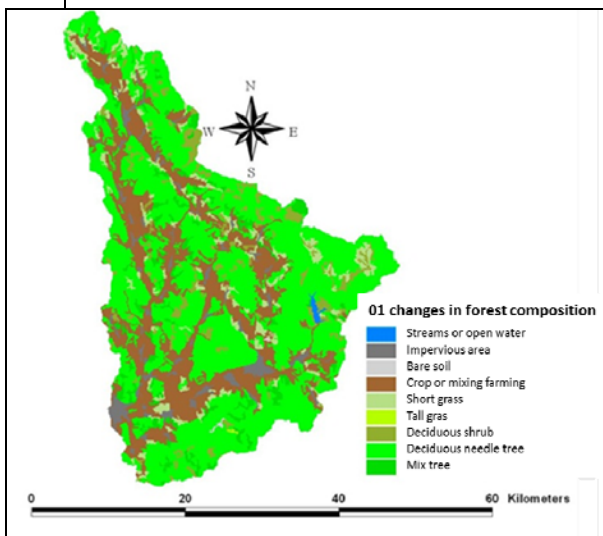 N
W E
S
01 changes in forest composition
Streams or open water
Impervious area
Bare soil
Crop or mixing farming
Short grass
Tall gras
Deciduous shrub
Deciduous needle tree
Mix tree
0 20 40 60 Kilometers